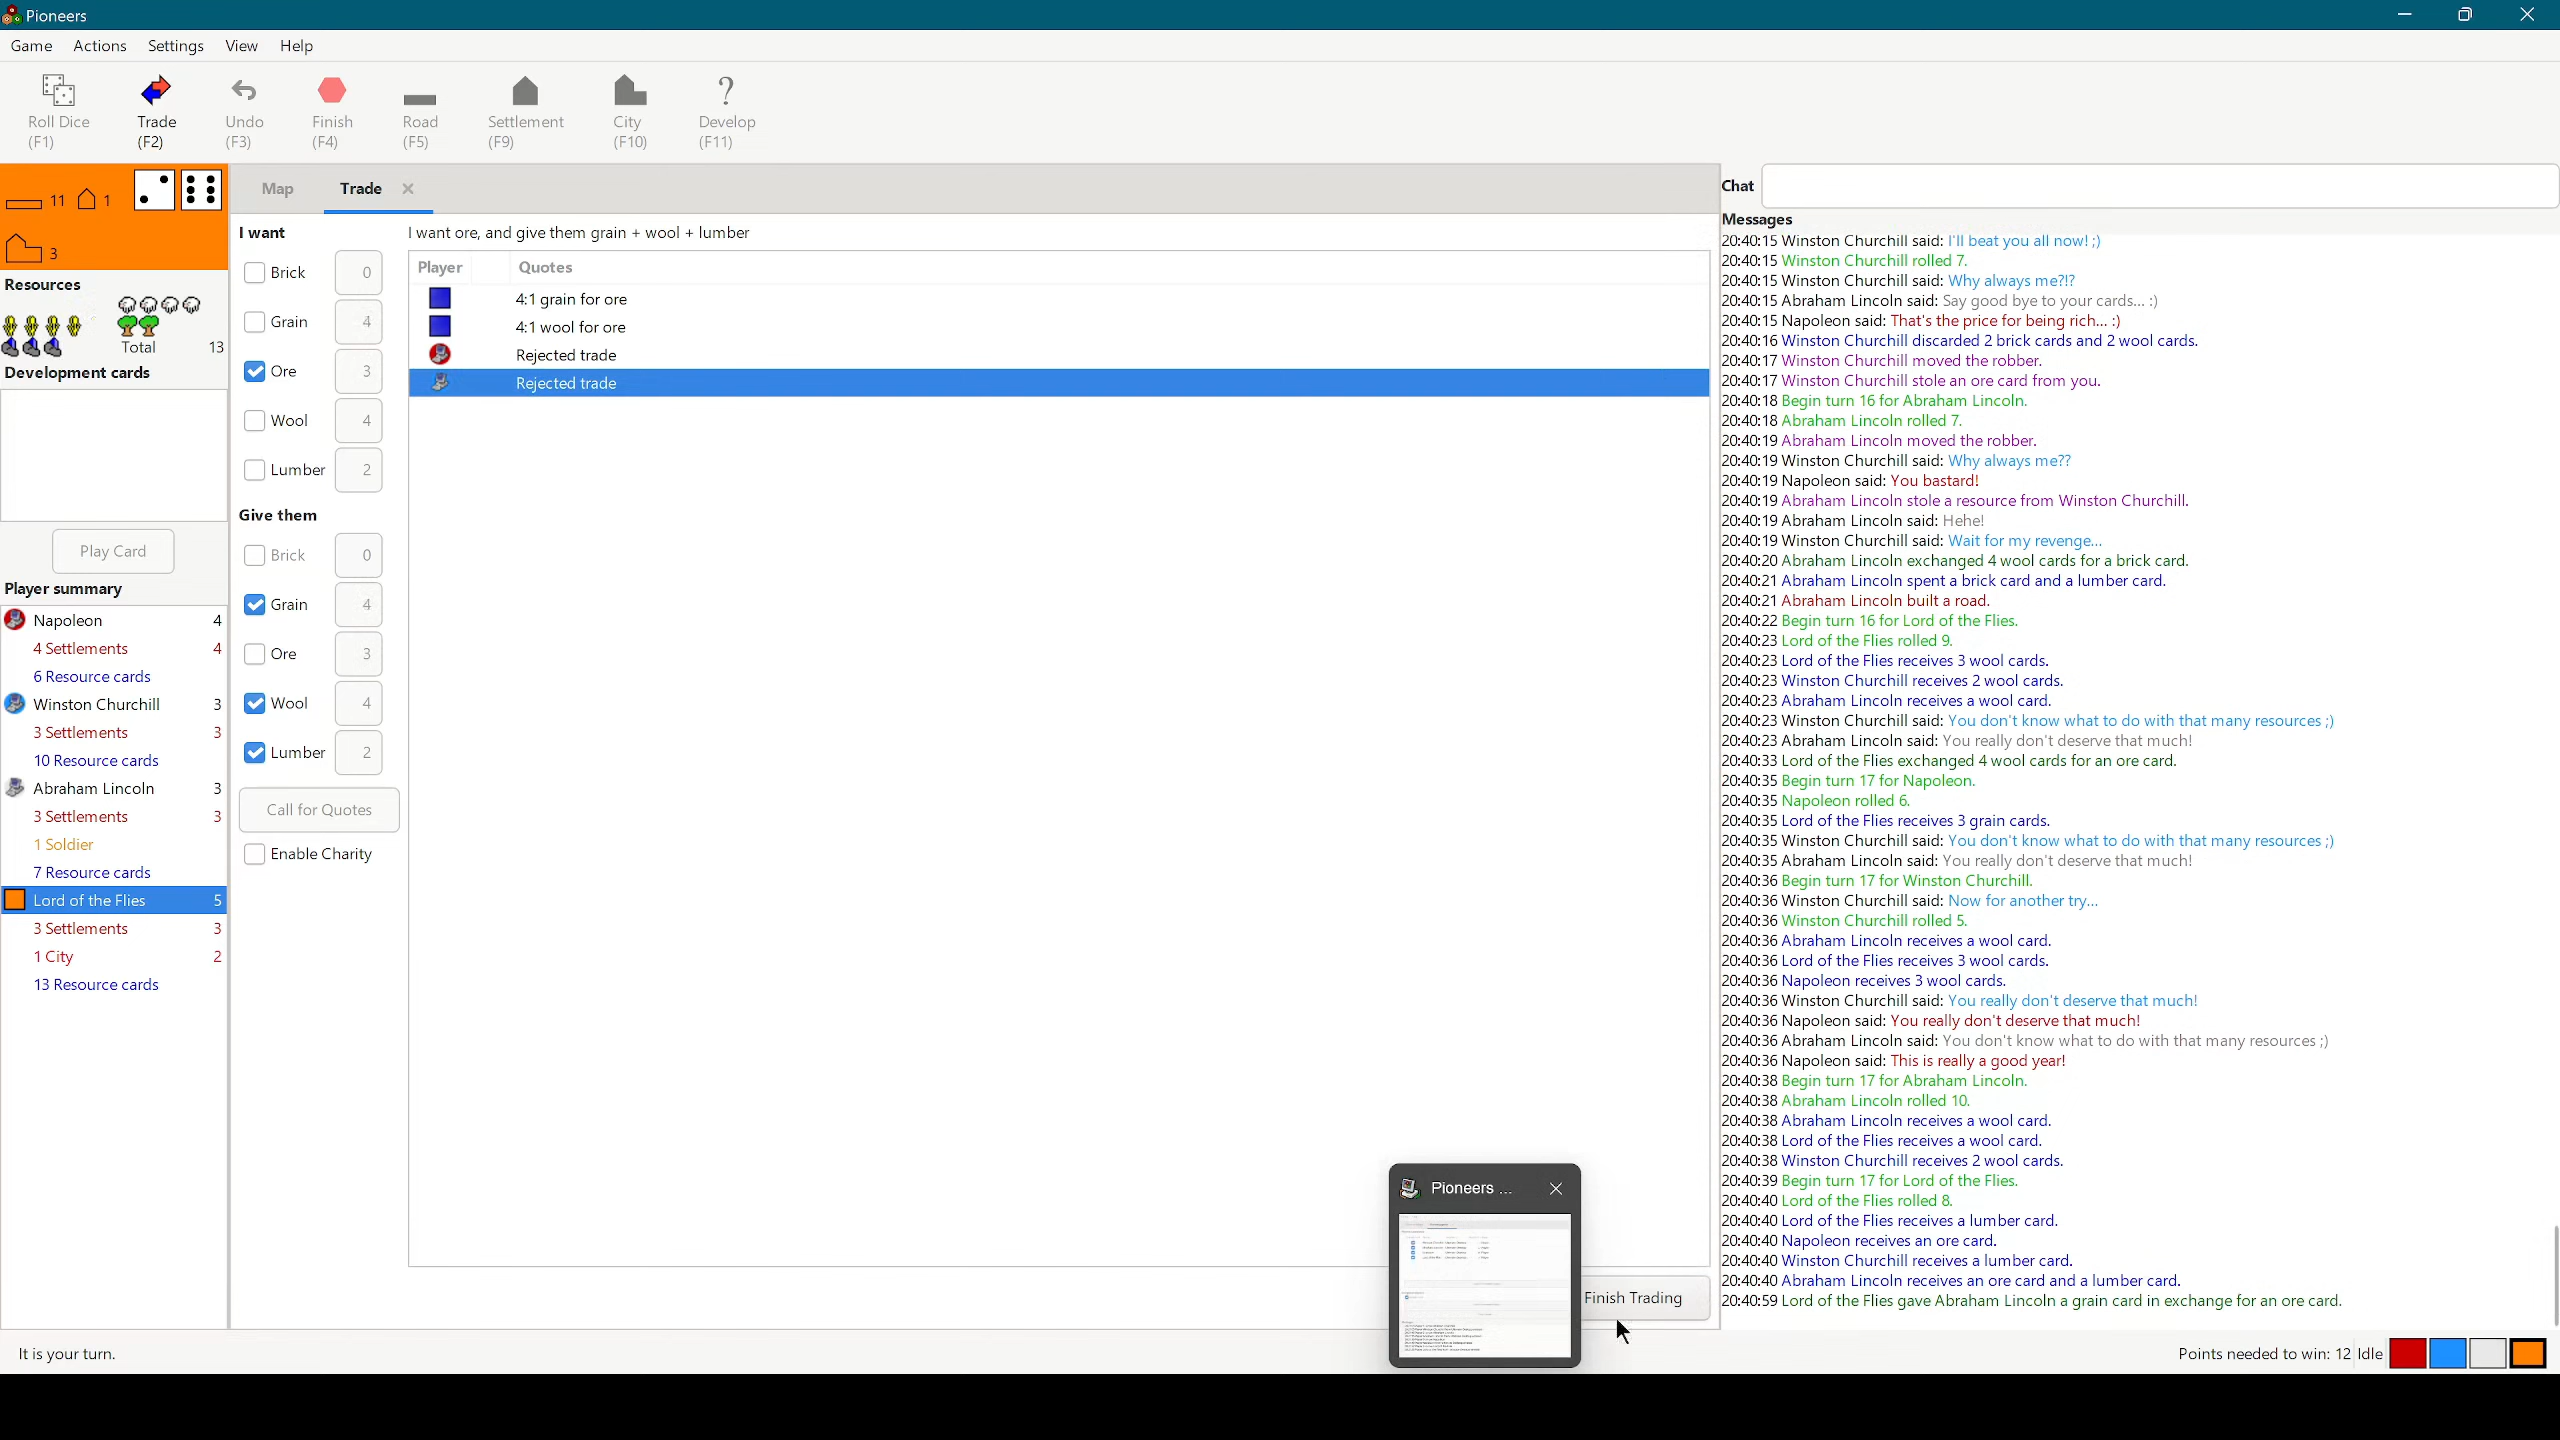 Pioneers
Game Actions Settings View Help
Roll Dice (F1)
Trade (F2)
Undo (F3)
Finish (F4)
Road (F5)
Settlement (F9)
City (F10)
Develop (F11)
11 1
3
Resources
Total 13
Development cards
Play Card
Player summary
Napoleon 4
4 Settlements 4
6 Resource cards
Winston Churchill 3
3 Settlements 3
10 Resource cards
Abraham Lincoln 3
3 Settlements 3
1 Soldier
7 Resource cards
Lord of the Flies 5
3 Settlements 3
1 City 2
13 Resource cards
Map Trade
I want
Brick 0
Grain 4
Ore 3
Wool 4
Lumber 2
Give them
Brick 0
Grain 4
Ore 3
Wool 4
Lumber 2
Call for Quotes
Enable Charity
I want ore, and give them grain + wool + lumber
Player Quotes
4:1 grain for ore
4:1 wool for ore
Rejected trade
Rejected trade
Pioneers ...
Finish Trading
Chat
Messages
20:40:15 Winston Churchill said: I'll beat you all now! ;)
20:40:15 Winston Churchill rolled 7.
20:40:15 Winston Churchill said: Why always me?!?
20:40:15 Abraham Lincoln said: Say good bye to your cards... :)
20:40:15 Napoleon said: That's the price for being rich... :)
20:40:16 Winston Churchill discarded 2 brick cards and 2 wool cards.
20:40:17 Winston Churchill moved the robber.
20:40:17 Winston Churchill stole an ore card from you.
20:40:18 Begin turn 16 for Abraham Lincoln.
20:40:18 Abraham Lincoln rolled 7.
20:40:19 Abraham Lincoln moved the robber.
20:40:19 Winston Churchill said: Why always me??
20:40:19 Napoleon said: You bastard!
20:40:19 Abraham Lincoln stole a resource from Winston Churchill.
20:40:19 Abraham Lincoln said: Hehe!
20:40:19 Winston Churchill said: Wait for my revenge...
20:40:20 Abraham Lincoln exchanged 4 wool cards for a brick card.
20:40:21 Abraham Lincoln spent a brick card and a lumber card.
20:40:21 Abraham Lincoln built a road.
20:40:22 Begin turn 16 for Lord of the Flies.
20:40:23 Lord of the Flies rolled 9.
20:40:23 Lord of the Flies receives 3 wool cards.
20:40:23 Winston Churchill receives 2 wool cards.
20:40:23 Abraham Lincoln receives a wool card.
20:40:23 Winston Churchill said: You don't know what to do with that many resources ;)
20:40:23 Abraham Lincoln said: You really don't deserve that much!
20:40:33 Lord of the Flies exchanged 4 wool cards for an ore card.
20:40:35 Begin turn 17 for Napoleon.
20:40:35 Napoleon rolled 6.
20:40:35 Lord of the Flies receives 3 grain cards.
20:40:35 Winston Churchill said: You don't know what to do with that many resources ;)
20:40:35 Abraham Lincoln said: You really don't deserve that much!
20:40:36 Begin turn 17 for Winston Churchill.
20:40:36 Winston Churchill said: Now for another try...
20:40:36 Winston Churchill rolled 5.
20:40:36 Abraham Lincoln receives a wool card.
20:40:36 Lord of the Flies receives 3 wool cards.
20:40:36 Napoleon receives 3 wool cards.
20:40:36 Winston Churchill said: You really don't deserve that much!
20:40:36 Napoleon said: You really don't deserve that much!
20:40:36 Abraham Lincoln said: You don't know what to do with that many resources ;)
20:40:36 Napoleon said: This is really a good year!
20:40:38 Begin turn 17 for Abraham Lincoln.
20:40:38 Abraham Lincoln rolled 10.
20:40:38 Abraham Lincoln receives a wool card.
20:40:38 Lord of the Flies receives a wool card.
20:40:38 Winston Churchill receives 2 wool cards.
20:40:39 Begin turn 17 for Lord of the Flies.
20:40:40 Lord of the Flies rolled 8.
20:40:40 Lord of the Flies receives a lumber card.
20:40:40 Napoleon receives an ore card.
20:40:40 Winston Churchill receives a lumber card.
20:40:40 Abraham Lincoln receives an ore card and a lumber card.
20:40:59 Lord of the Flies gave Abraham Lincoln a grain card in exchange for an ore card.
It is your turn.
Points needed to win: 12 Idle